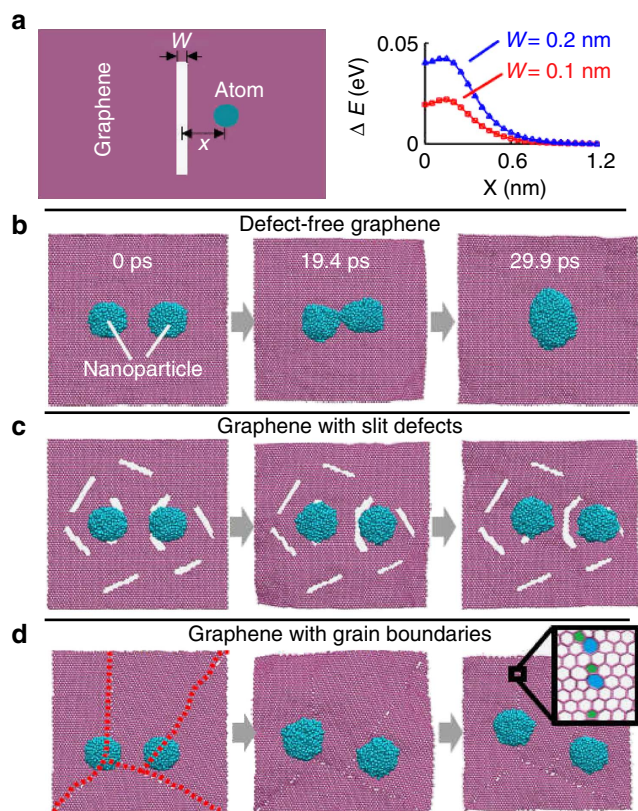 a
W
Graphene
Atom
x
0.05
Δ E (eV)
0
W = 0.2 nm
W = 0.1 nm
0 0.6 1.2
X (nm)
b Defect-free graphene
0 ps 19.4 ps 29.9 ps
Nanoparticle
c Graphene with slit defects
d Graphene with grain boundaries